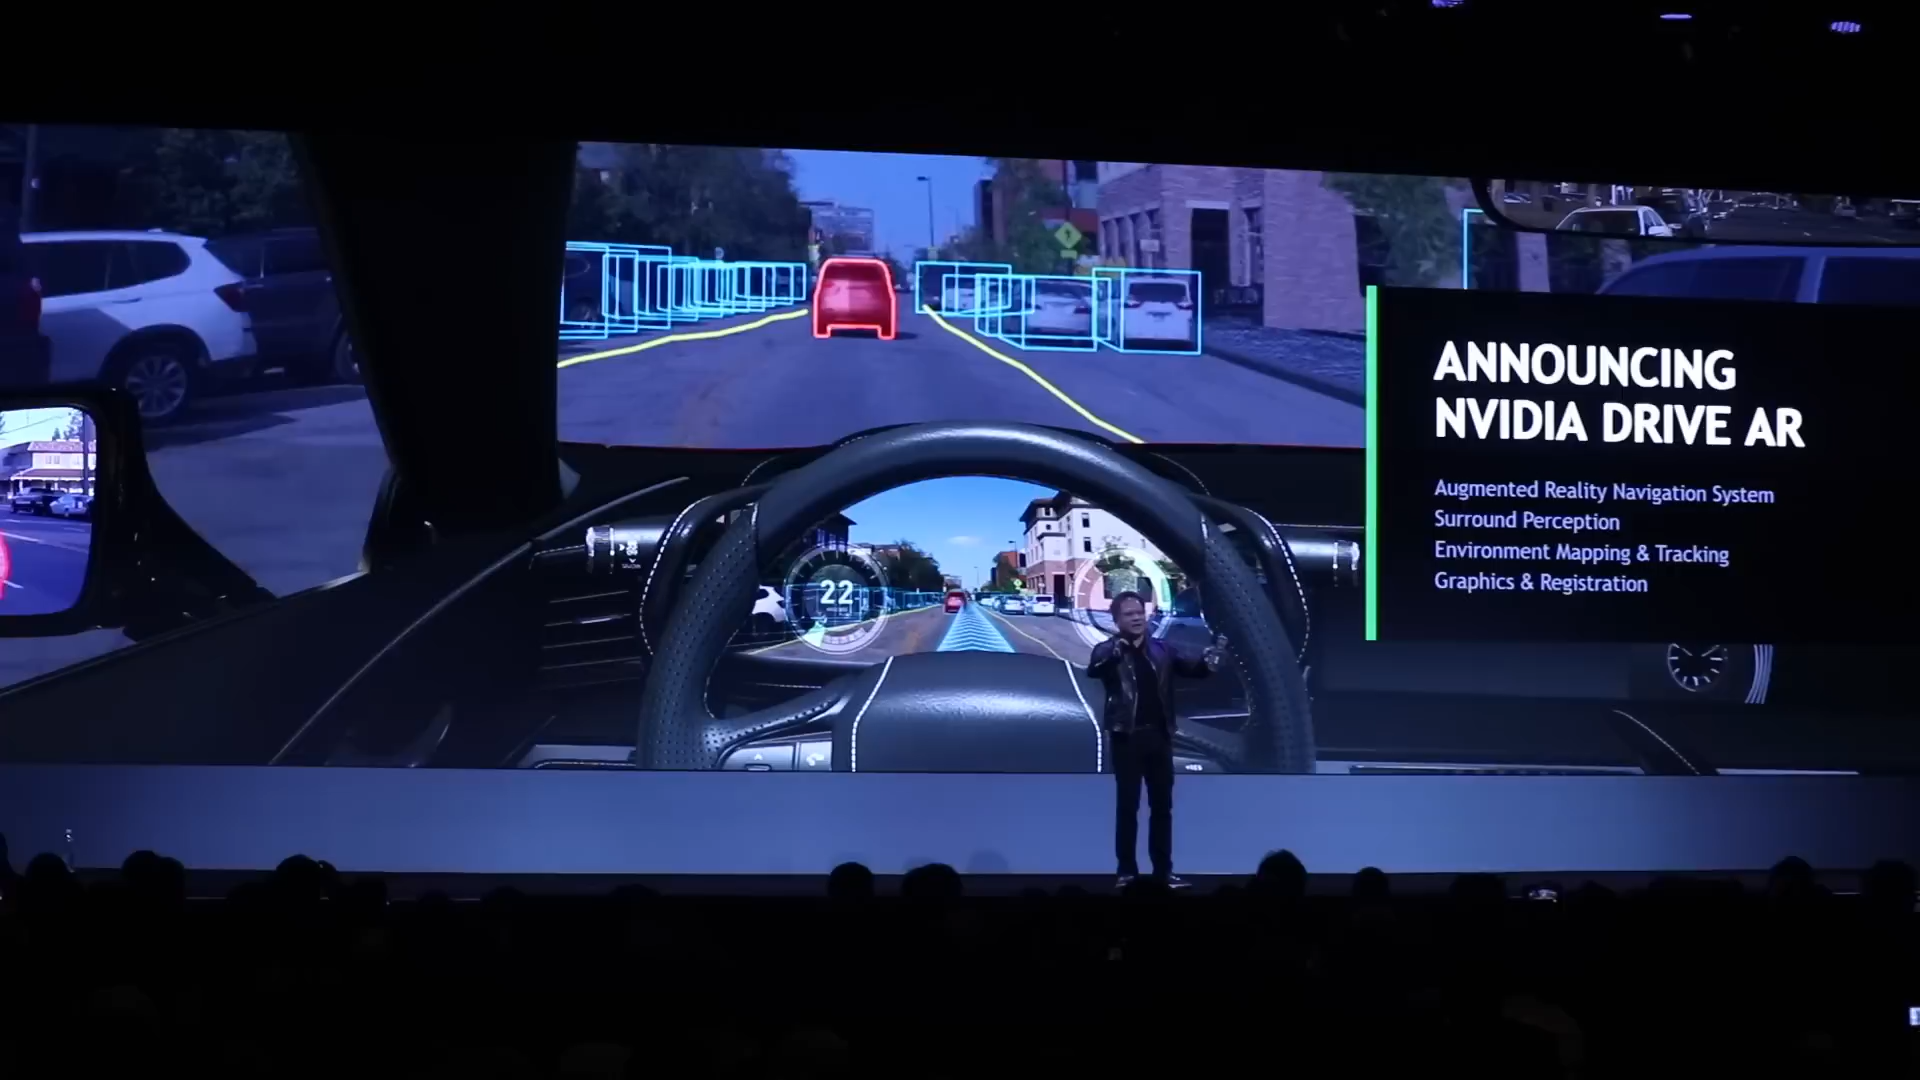 ANNOUNCING
NVIDIA DRIVE AR
Augmented Reality Navigation System
Surround Perception
Environment Mapping & Tracking
Graphics & Registration
22